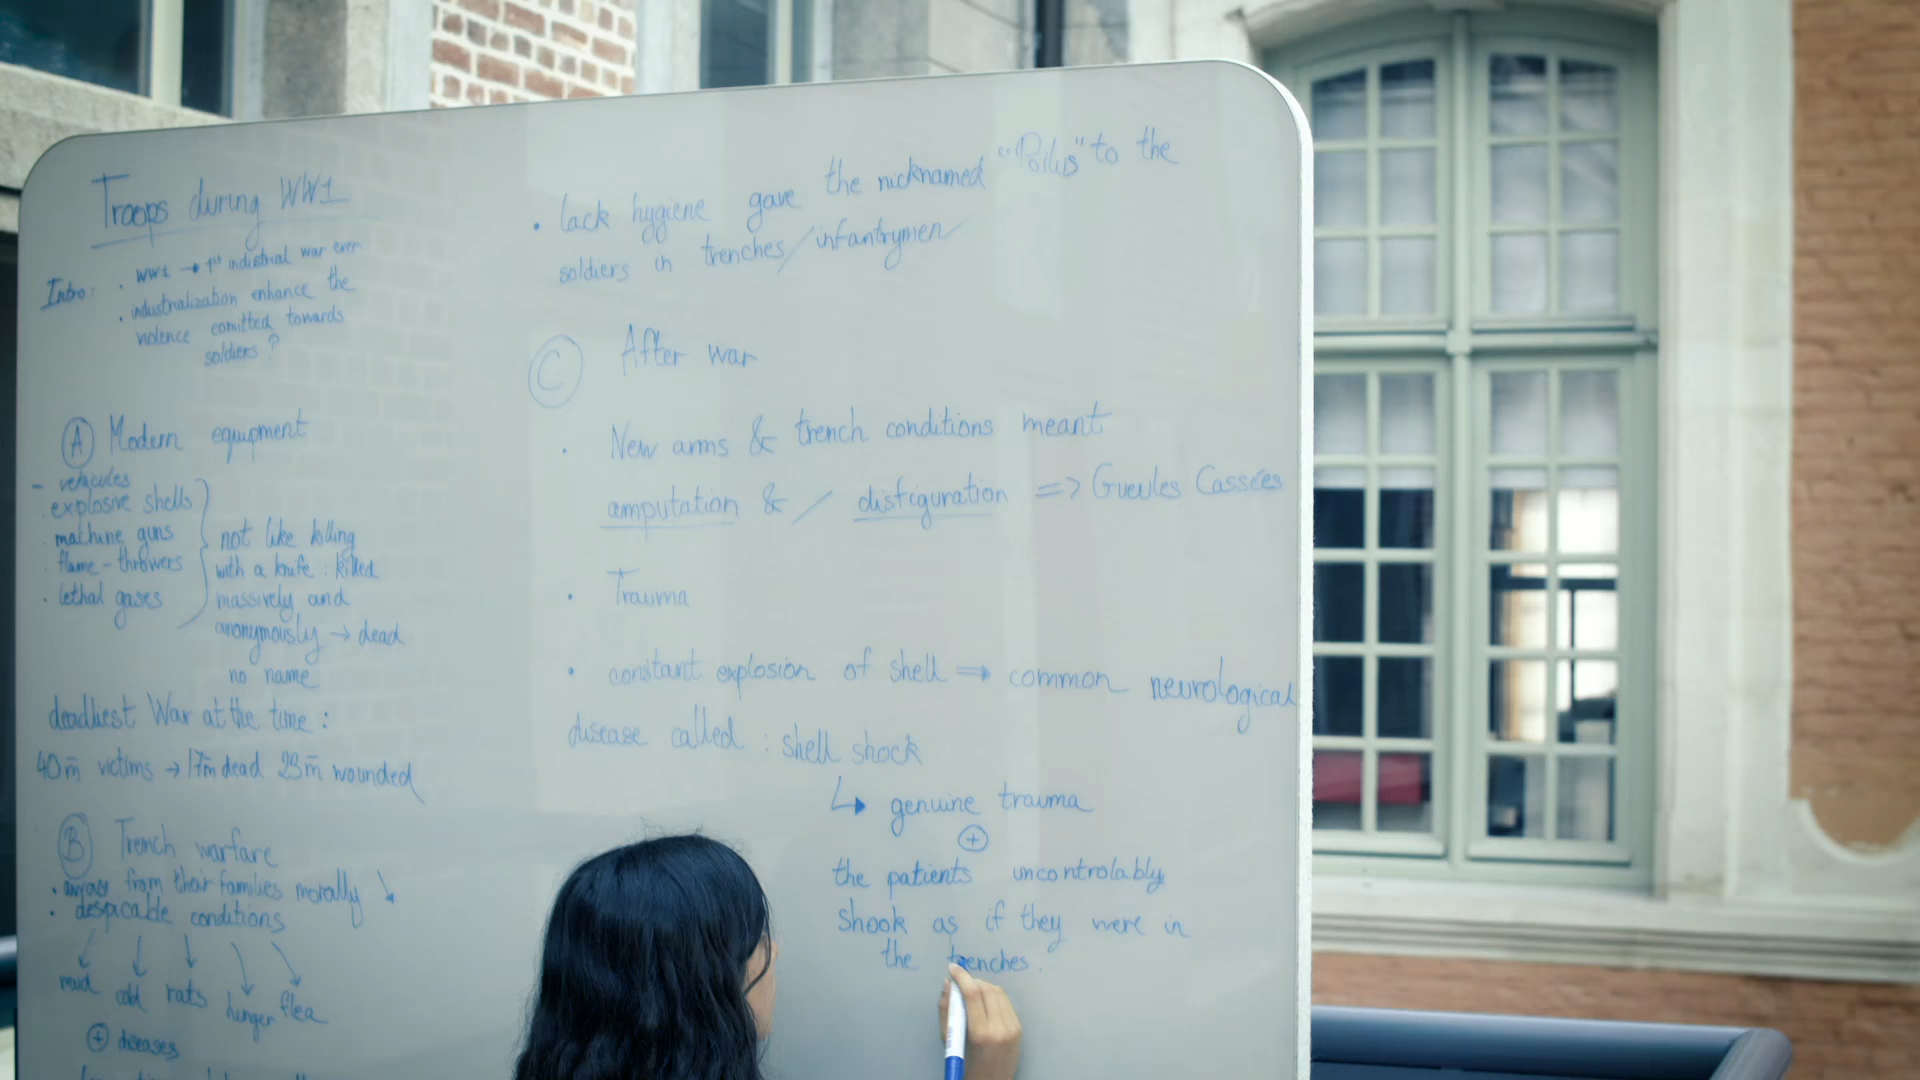 Troops during WW1
Intro: . WW1 → 1st industrial war ever
. industrialization enhance the
violence comitted towards
soldiers ?
(A) Modern equipment
- vehicules
. explosive shells
. machine guns
. flame-throwers
. lethal gases
not like killing
with a knife : killed
massively and
anonymously → dead
no name
deadliest War at the time :
40m victims → 17m dead 23m wounded
(B) Trench warfare
. away from their families morally ↘
. despicable conditions
mud cold rats hunger flea
⊕ diseases
. lack hygiene gave the nicknamed "Poilus" to the
soldiers in trenches/infantrymen
(C) After war
. New arms & trench conditions meant
amputation & / disfiguration => Gueules Cassées
. Trauma
. constant explosion of shell ⇒ common neurological
disease called : shell shock
↳ genuine trauma
⊕
the patients uncontrolably
shook as if they were in
the trenches.